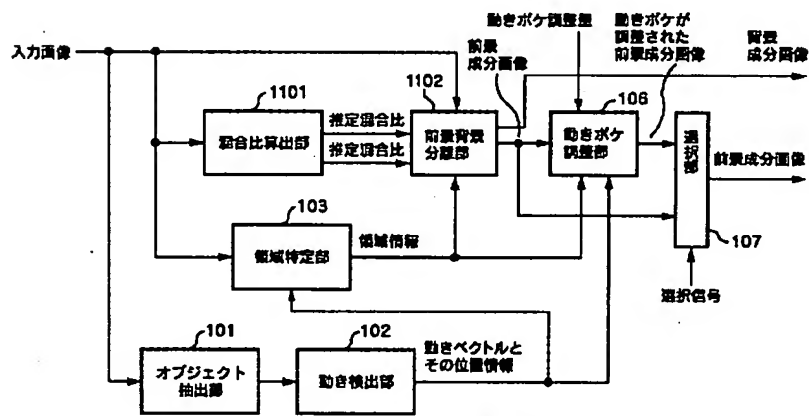 動きボケ調整量
動きボケが
調整された
前景成分画像
背景
成分画像
入力画像
前景
成分画像
1101
1102
106
推定混合比
推定混合比
混合比算出部
前景背景
分離部
動きボケ
調整部
選択部
前景成分画像
103
領域情報
領域特定部
107
選択信号
101
102
動きベクトルと
その位置情報
オブジェクト
抽出部
動き検出部